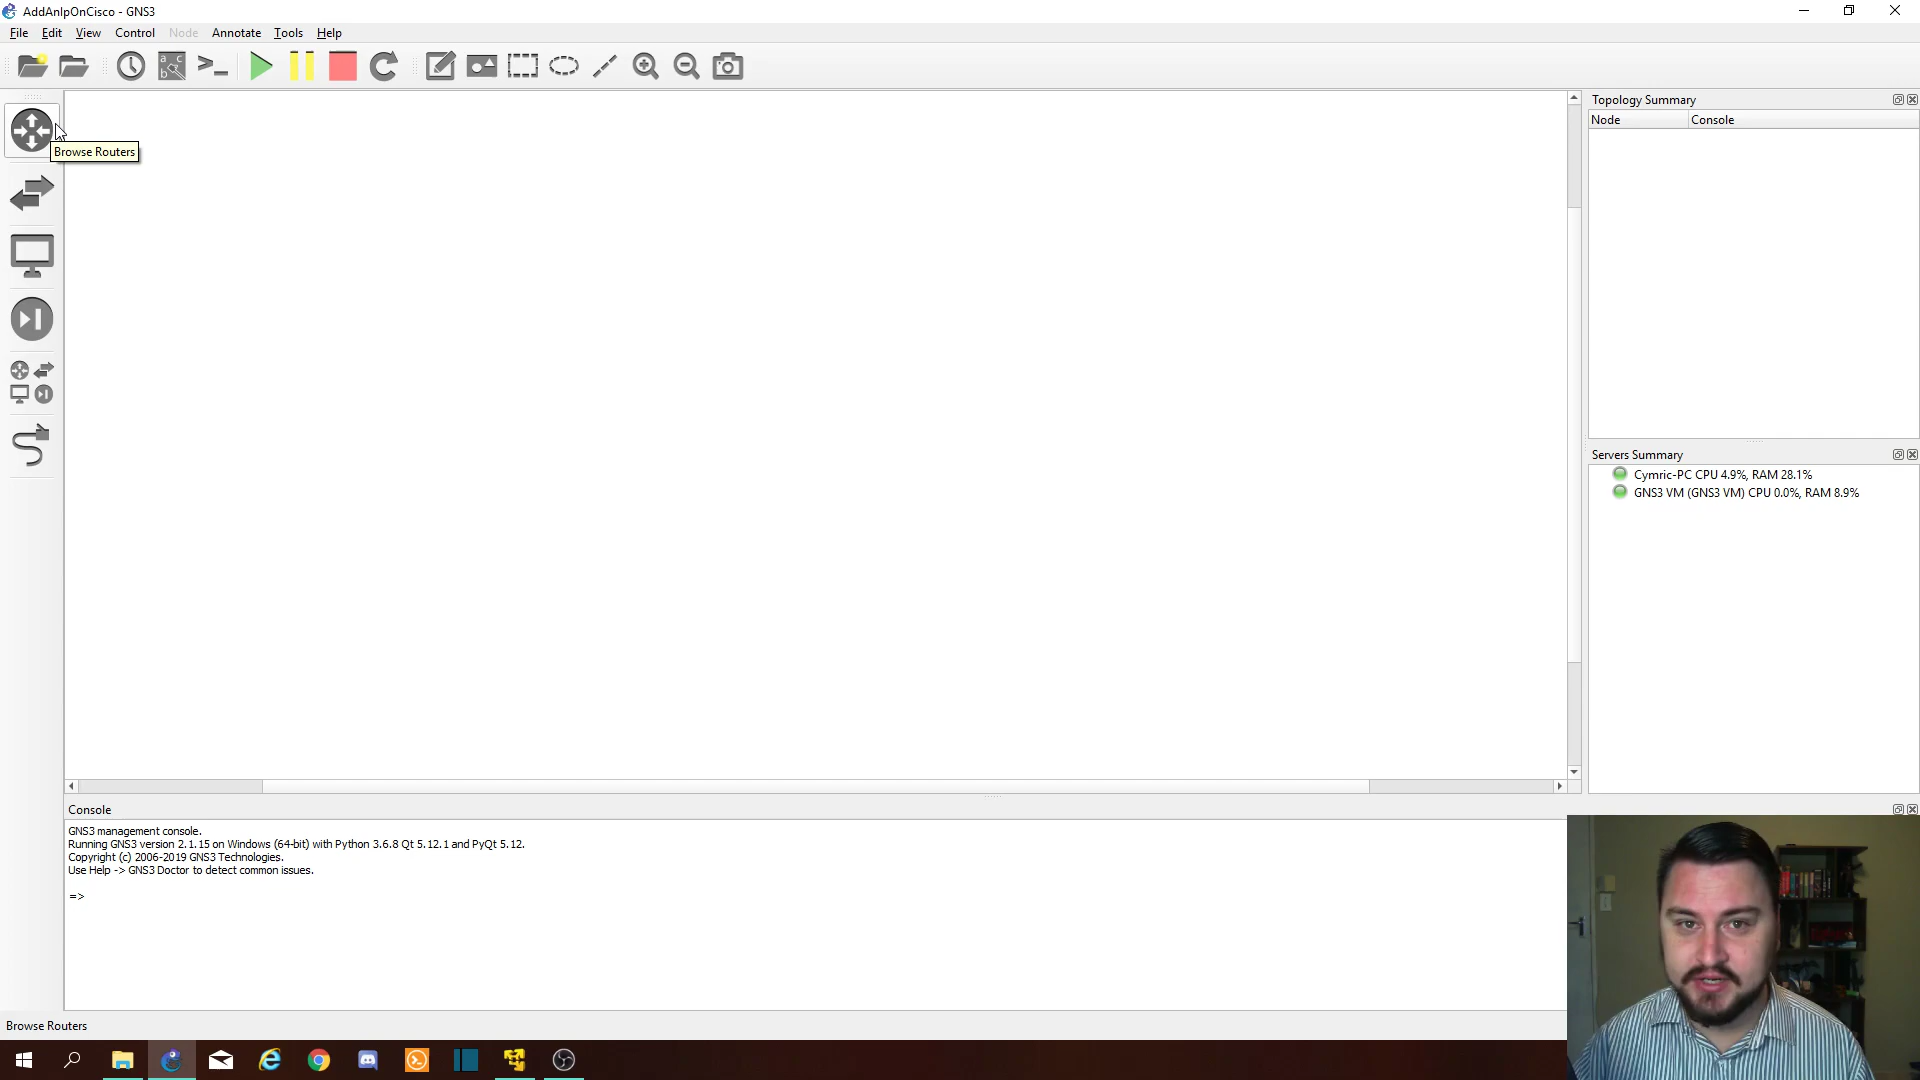 AddAnIpOnCisco - GNS3
File Edit View Control Node Annotate Tools Help
Topology Summary
Node Console
Browse Routers
Servers Summary
Cymric-PC CPU 4.9%, RAM 28.1%
GNS3 VM (GNS3 VM) CPU 0.0%, RAM 8.9%
Console
GNS3 management console.
Running GNS3 version 2.1.15 on Windows (64-bit) with Python 3.6.8 Qt 5.12.1 and PyQt 5.12.
Copyright (c) 2006-2019 GNS3 Technologies.
Use Help -> GNS3 Doctor to detect common issues.
=>
Browse Routers